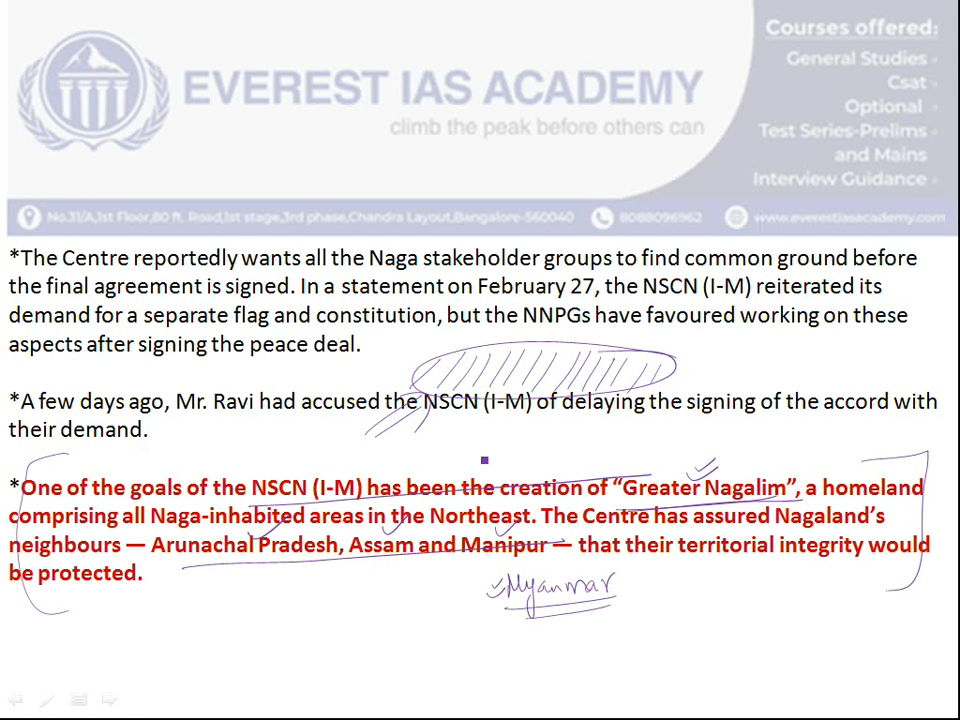 Courses offered:
General Studies
Csat
Optional
Test Series-Prelims
and Mains
Interview Guidance
EVEREST IAS ACADEMY
climb the peak before others can
No.31/A,1st Floor,80 ft. Road,1st stage,3rd phase,Chandra Layout,Bangalore-560040 6088096962 www.everestiasacademy.com
*The Centre reportedly wants all the Naga stakeholder groups to find common ground before
the final agreement is signed. In a statement on February 27, the NSCN (I-M) reiterated its
demand for a separate flag and constitution, but the NNPGs have favoured working on these
aspects after signing the peace deal.
*A few days ago, Mr. Ravi had accused the NSCN (I-M) of delaying the signing of the accord with
their demand.
*One of the goals of the NSCN (I-M) has been the creation of “Greater Nagalim”, a homeland
comprising all Naga-inhabited areas in the Northeast. The Centre has assured Nagaland’s
neighbours — Arunachal Pradesh, Assam and Manipur — that their territorial integrity would
be protected.
Myanmar